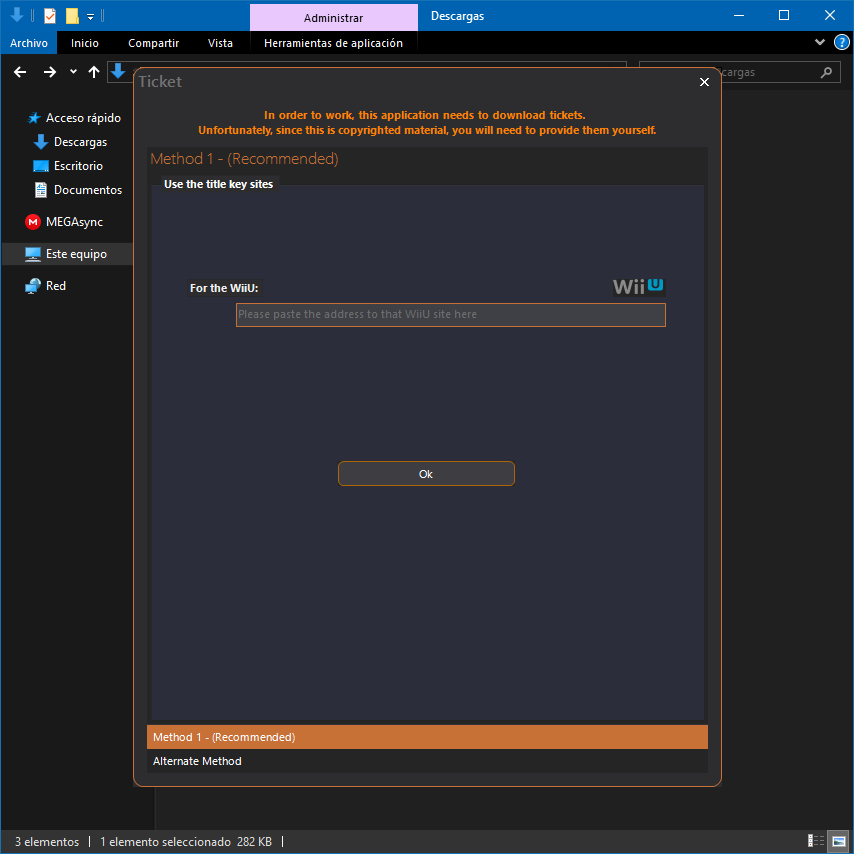 Administrar
Descargas
Archivo
Inicio
Compartir
Vista
Herramientas de aplicación
?
cargas
Ticket
In order to work, this application needs to download tickets.
Unfortunately, since this is copyrighted material, you will need to provide them yourself.
Method 1 - (Recommended)
Use the title key sites
For the WiiU:
WiiU
Please paste the address to that WiiU site here
Ok
Method 1 - (Recommended)
Alternate Method
Acceso rápido
Descargas
Escritorio
Documentos
M MEGAsync
Este equipo
Red
3 elementos
1 elemento seleccionado 282 KB